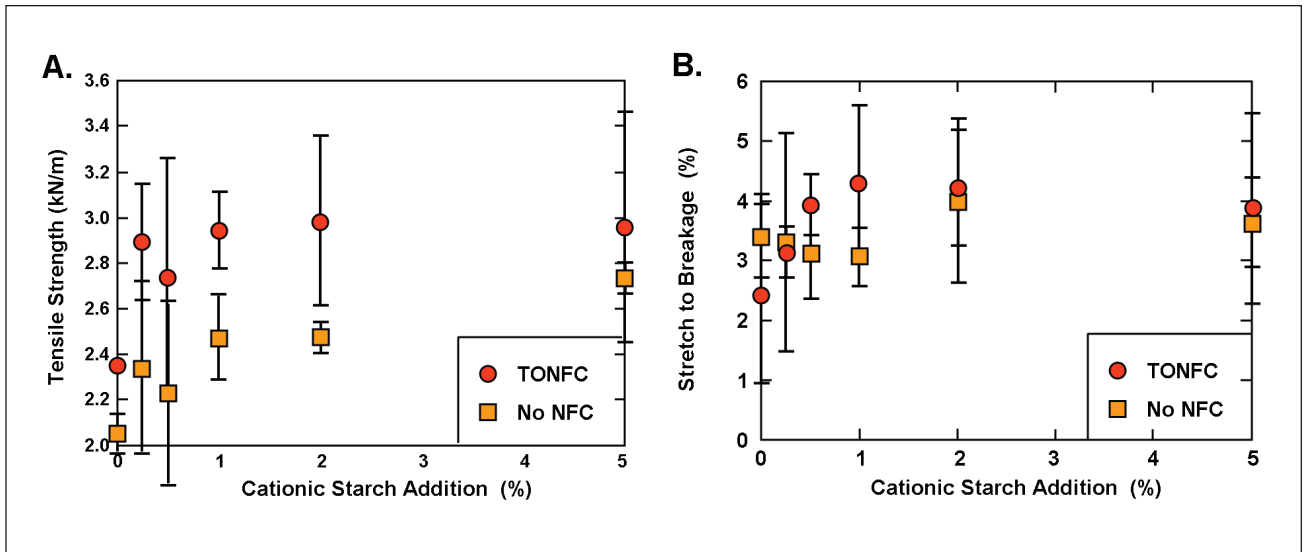 A.
Tensile Strength (kN/m)
3.6
3.4
3.2
3.0
2.8
2.6
2.4
2.2
2.0
0 1 2 3 4 5
Cationic Starch Addition (%)
TONFC
No NFC
B.
Stretch to Breakage (%)
6
5
4
3
2
1
0
0 1 2 3 4 5
Cationic Starch Addition (%)
TONFC
No NFC